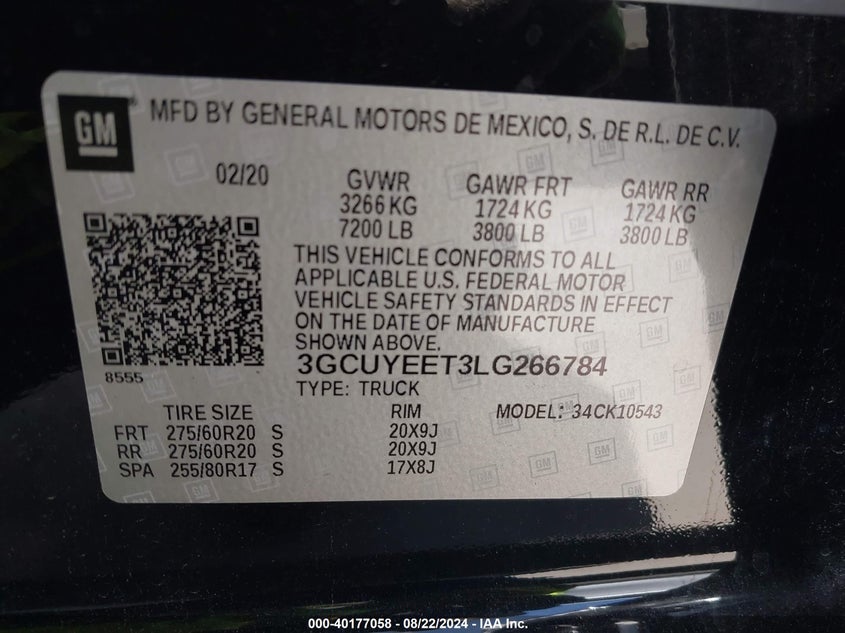 GM
MFD BY GENERAL MOTORS DE MEXICO, S. DE R.L. DE C.V.
02/20
GVWR GAWR FRT GAWR RR
3266 KG 1724 KG 1724 KG
7200 LB 3800 LB 3800 LB
THIS VEHICLE CONFORMS TO ALL
APPLICABLE U.S. FEDERAL MOTOR
VEHICLE SAFETY STANDARDS IN EFFECT
ON THE DATE OF MANUFACTURE
SHOWN ABOVE.
8555
3GCUYEET3LG266784
TYPE: TRUCK
TIRE SIZE RIM MODEL: 34CK10543
FRT 275/60R20 S 20X9J
RR 275/60R20 S 20X9J
SPA 255/80R17 S 17X8J
000-40177058 - 08/22/2024 - IAA Inc.